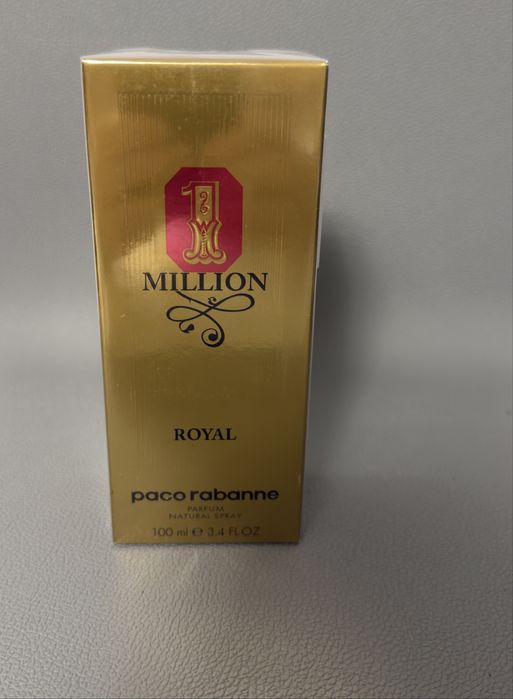 1
MILLION
ROYAL
paco rabanne
PARFUM
NATURAL SPRAY
100 ml ℮ 3.4 FL OZ